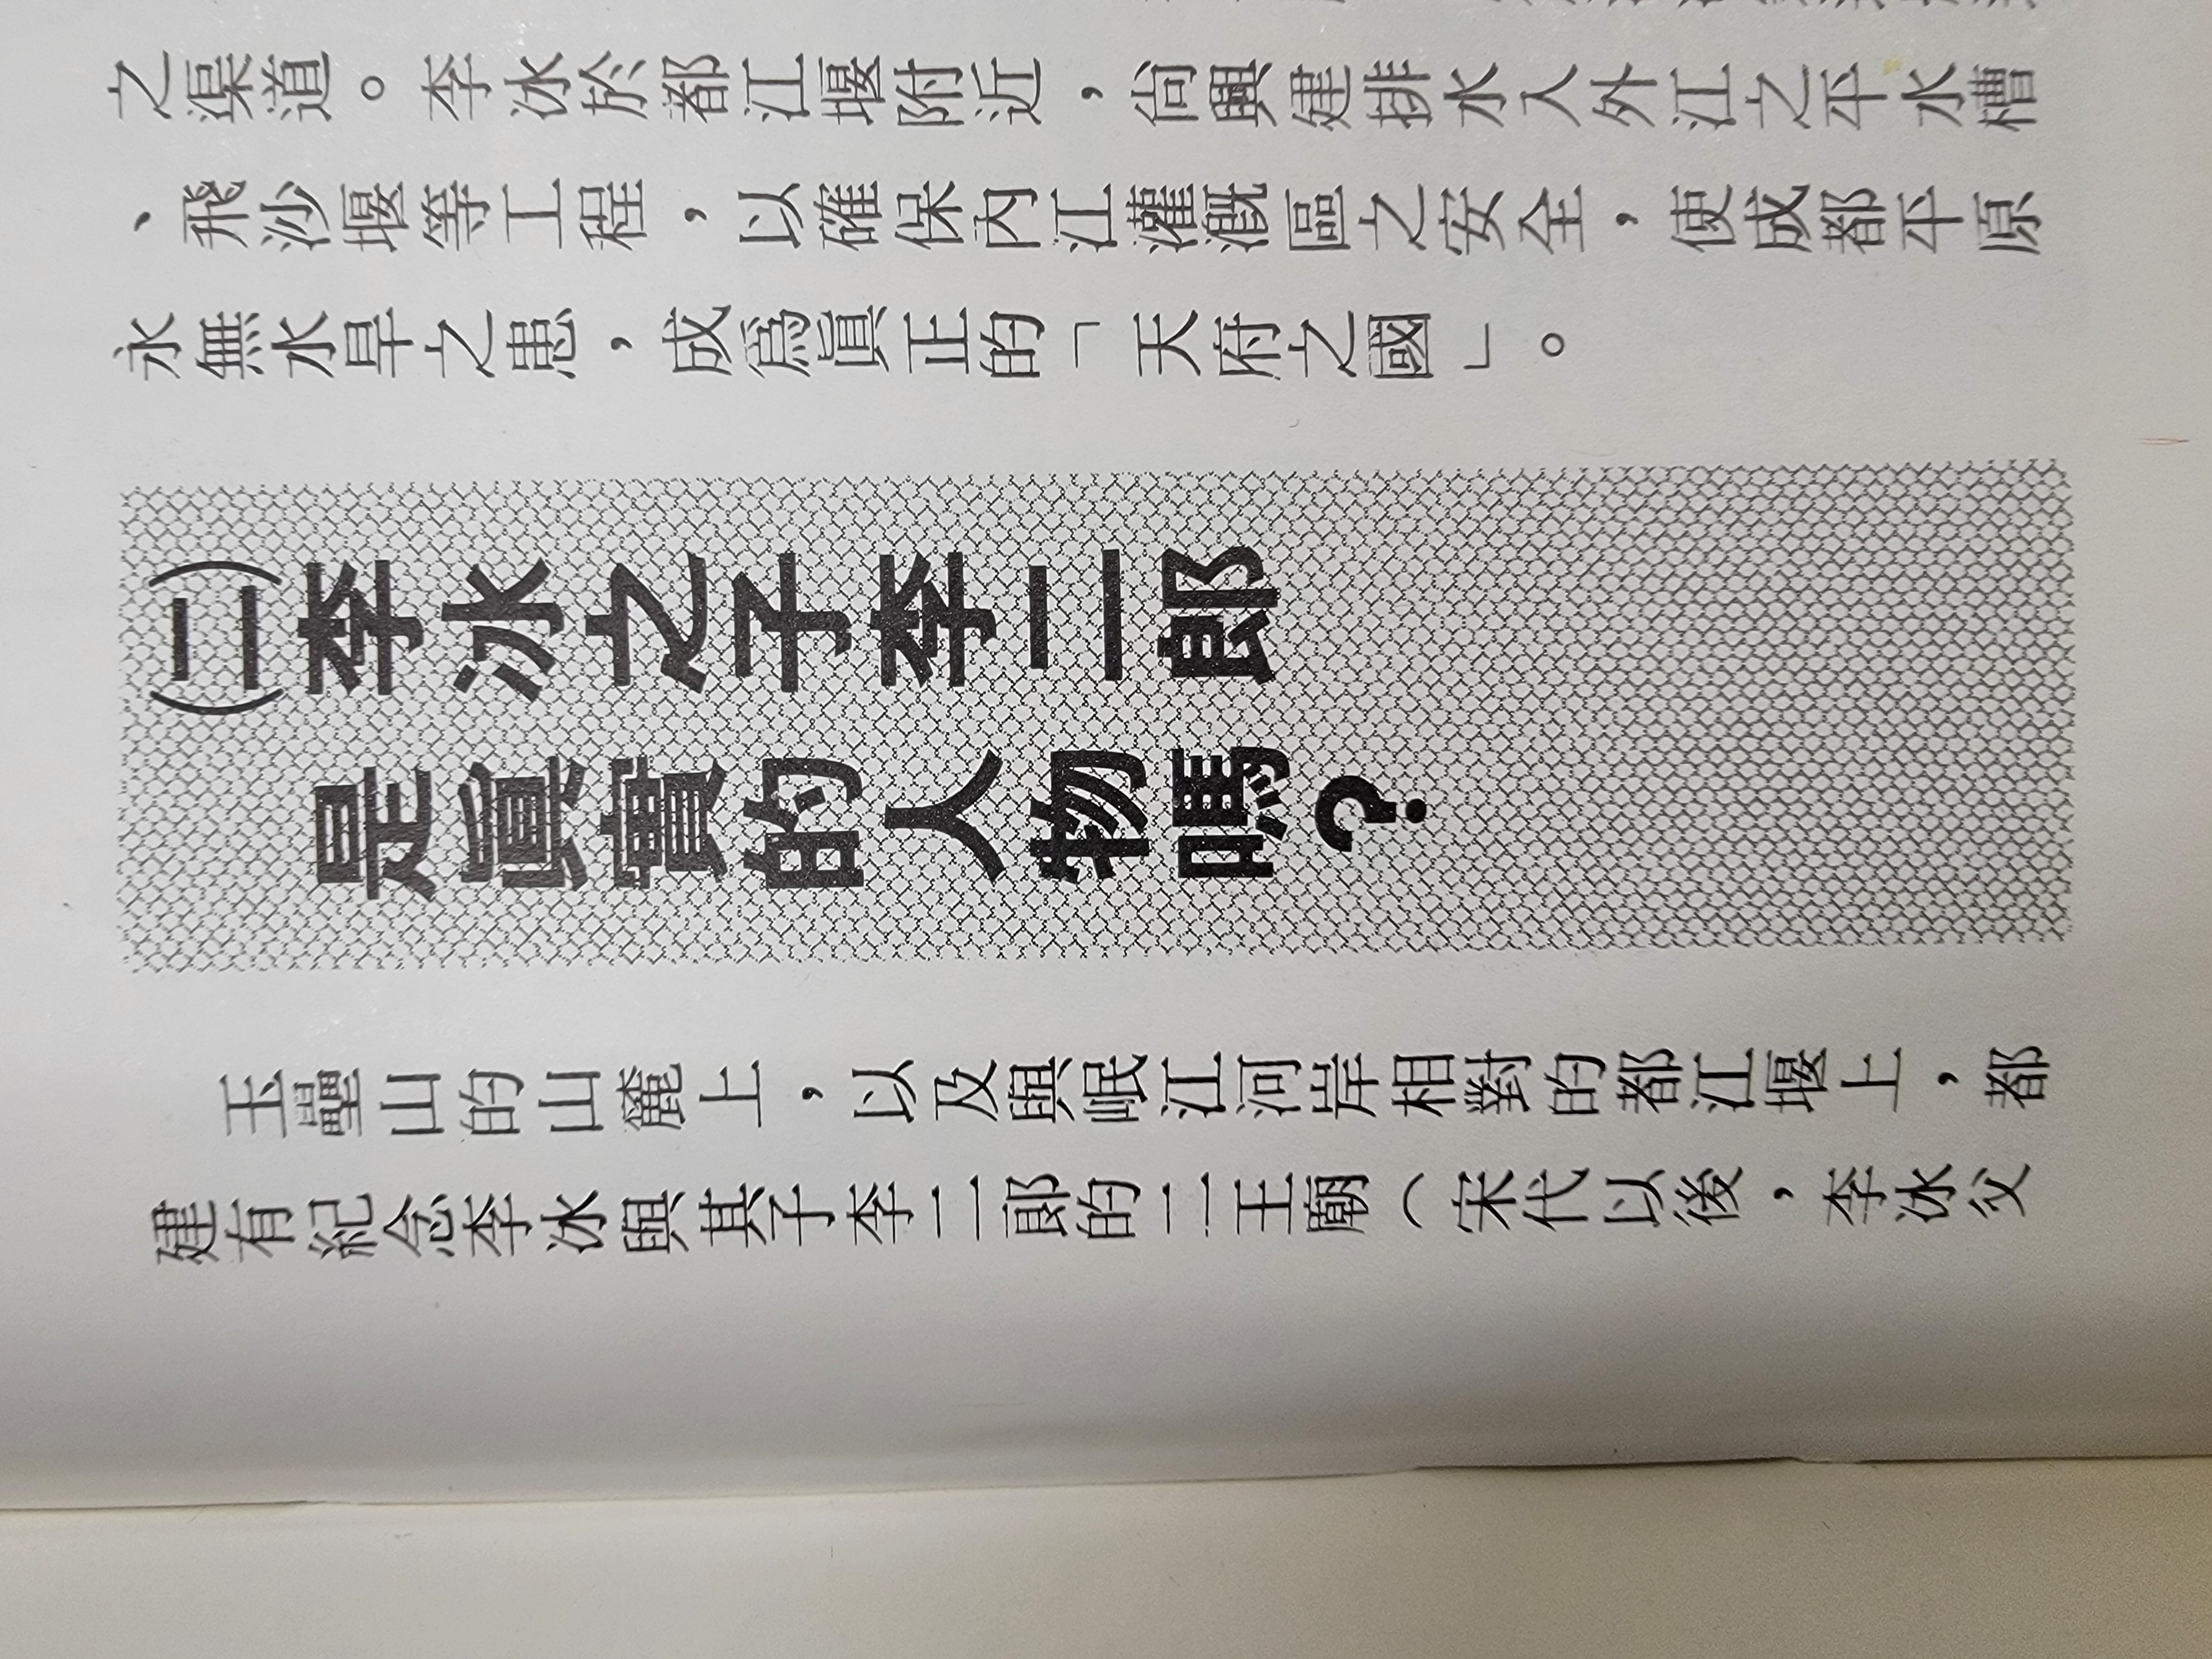 之渠道。李冰於都江堰附近，尙興建排水入外江之平水槽
、飛沙堰等工程，以確保內江灌溉區之安全，使成都平原
永無水旱之患，成爲眞正的「天府之國」。
(二)李冰之子李二郎
是眞實的人物嗎？
玉壘山的山麓上，以及與岷江河岸相對的都江堰上，都
建有紀念李冰與其子李二郎的二王廟（宋代以後，李冰父